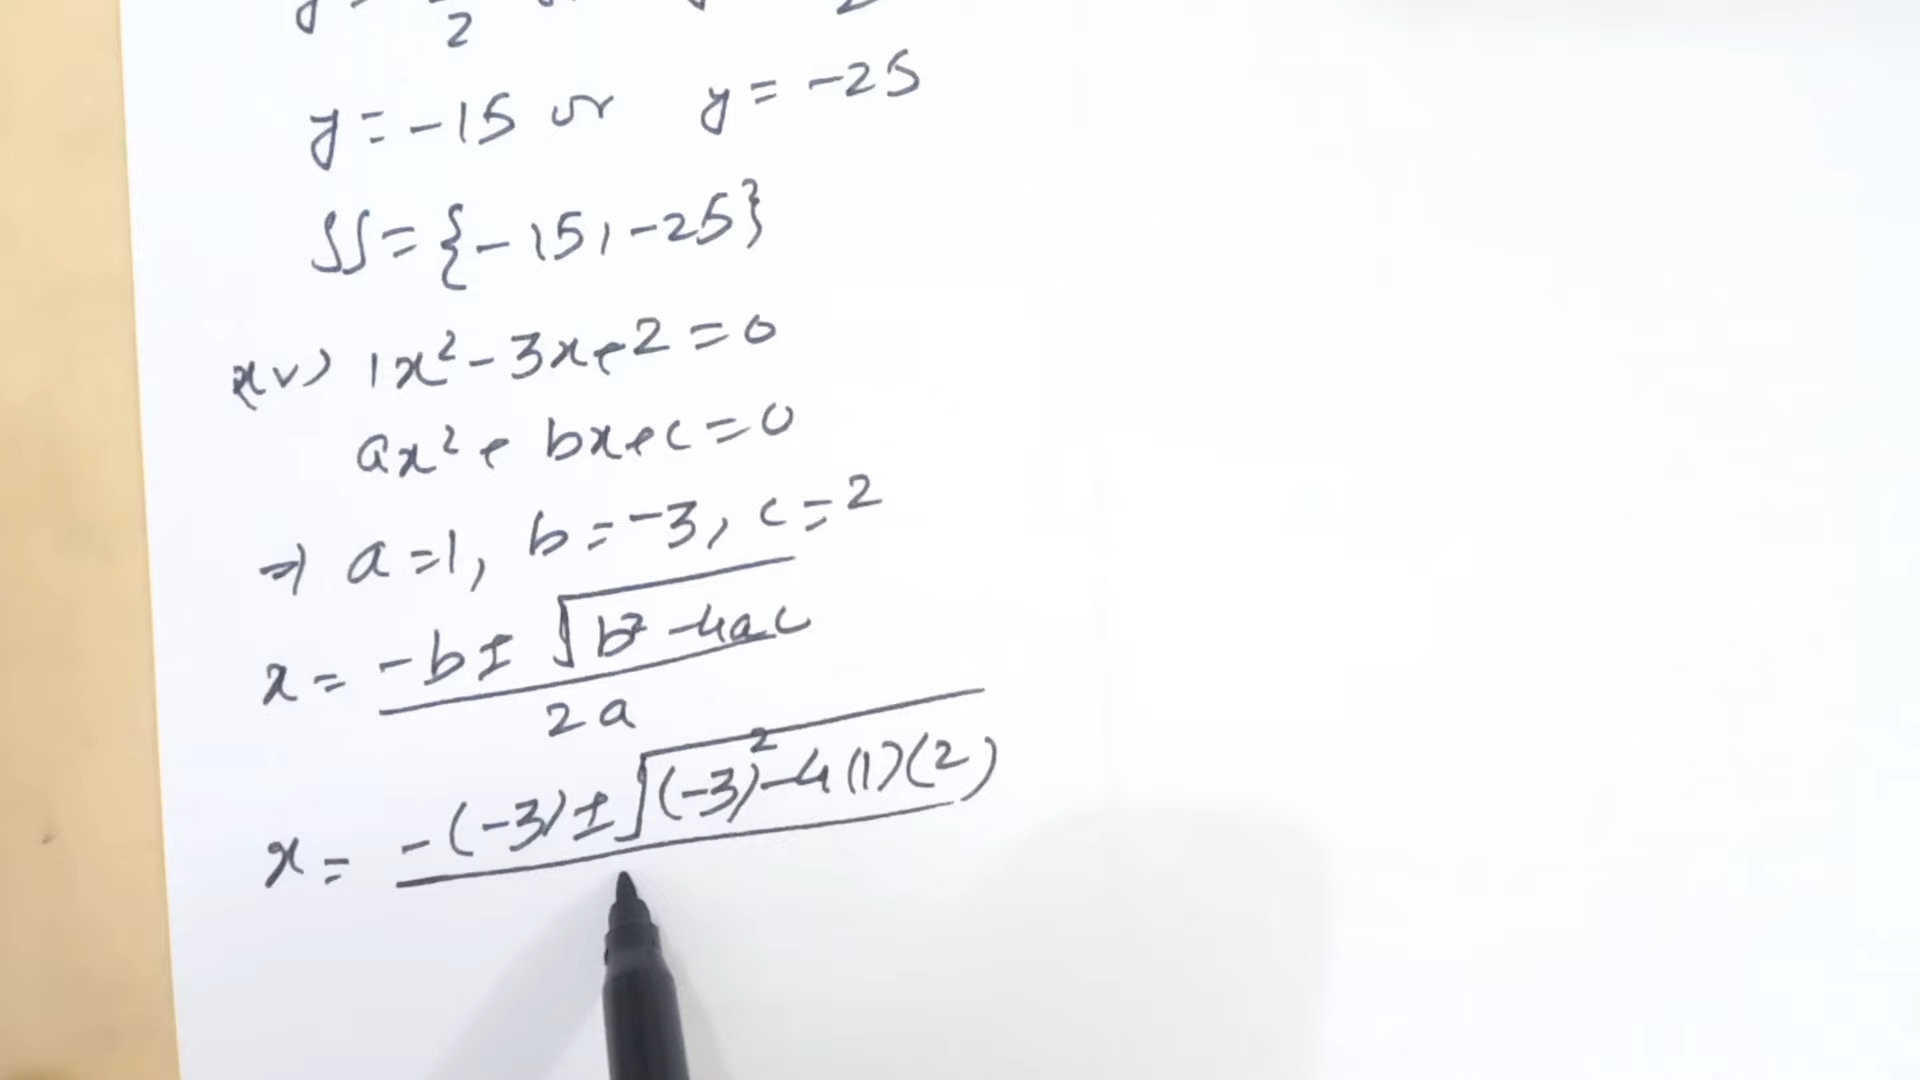 2
y = -15 or y = -25
SS = {-15, -25}
xv) 1x² - 3x + 2 = 0
ax² + bx + c = 0
⇒ a = 1, b = -3, c = 2
x = (-b ± √(b² - 4ac)) / 2a
x = -(-3) ± √((-3)² - 4(1)(2))